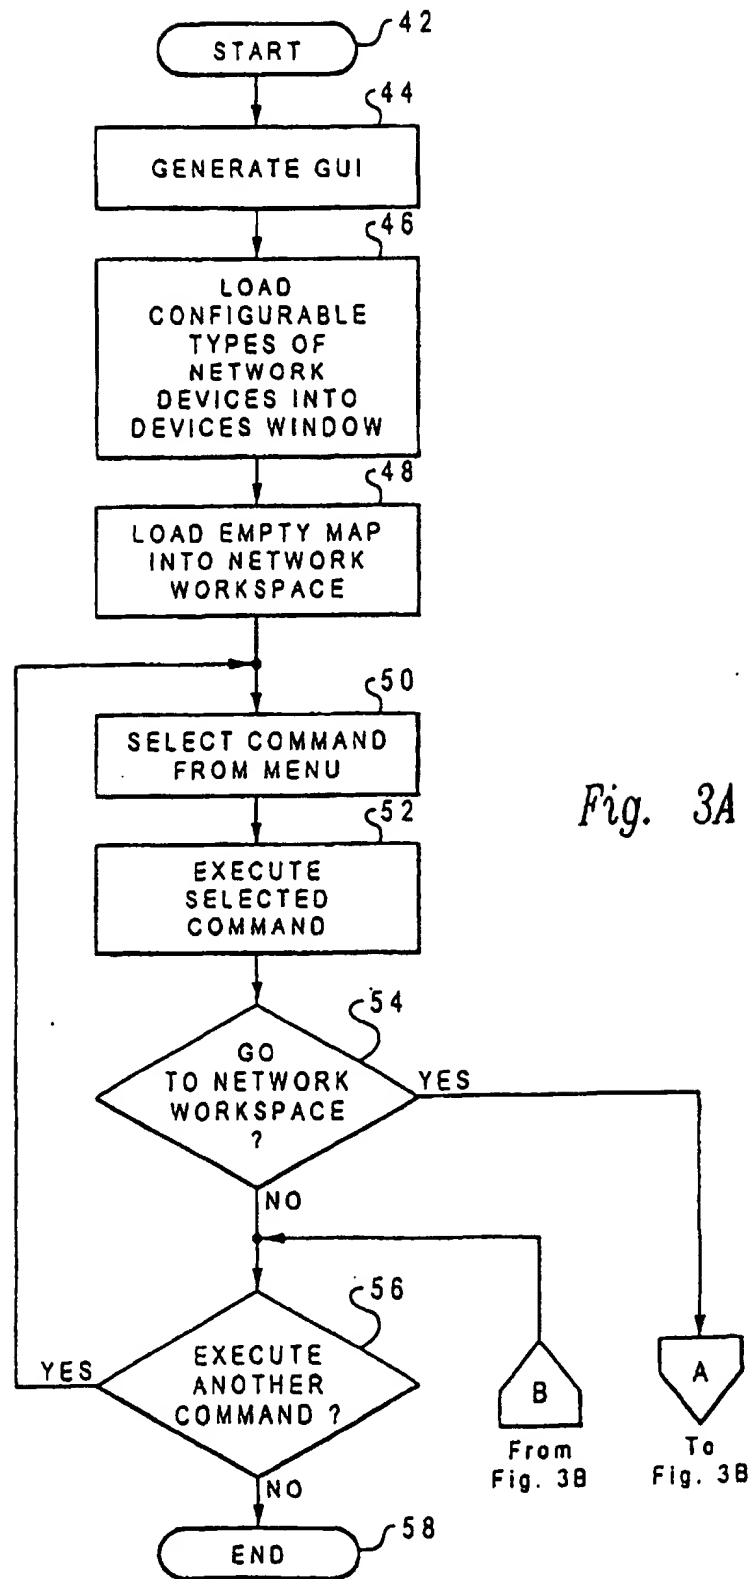 42
START
44
GENERATE GUI
46
LOAD
CONFIGURABLE
TYPES OF
NETWORK
DEVICES INTO
DEVICES WINDOW
48
LOAD EMPTY MAP
INTO NETWORK
WORKSPACE
50
SELECT COMMAND
FROM MENU
52
EXECUTE
SELECTED
COMMAND
Fig. 3A
54
GO
TO NETWORK
WORKSPACE
?
YES
NO
56
EXECUTE
ANOTHER
COMMAND ?
YES
NO
B
From
Fig. 3B
A
To
Fig. 3B
58
END